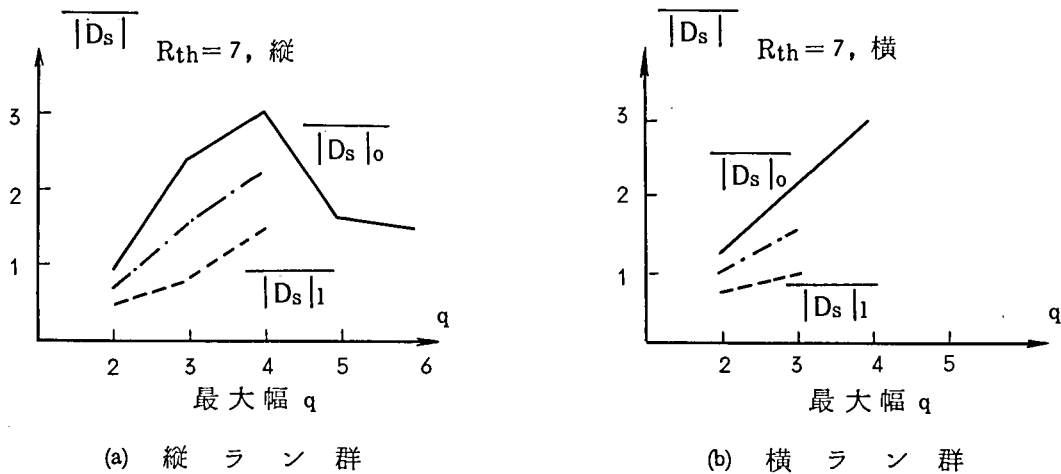 |Ds|
Rth=7, 縦
3
2
1
|Ds|0
|Ds|1
q
2 3 4 5 6
最大幅 q
(a) 縦ラン群
|Ds|
Rth=7, 横
3
2
1
|Ds|0
|Ds|1
q
2 3 4 5
最大幅 q
(b) 横ラン群